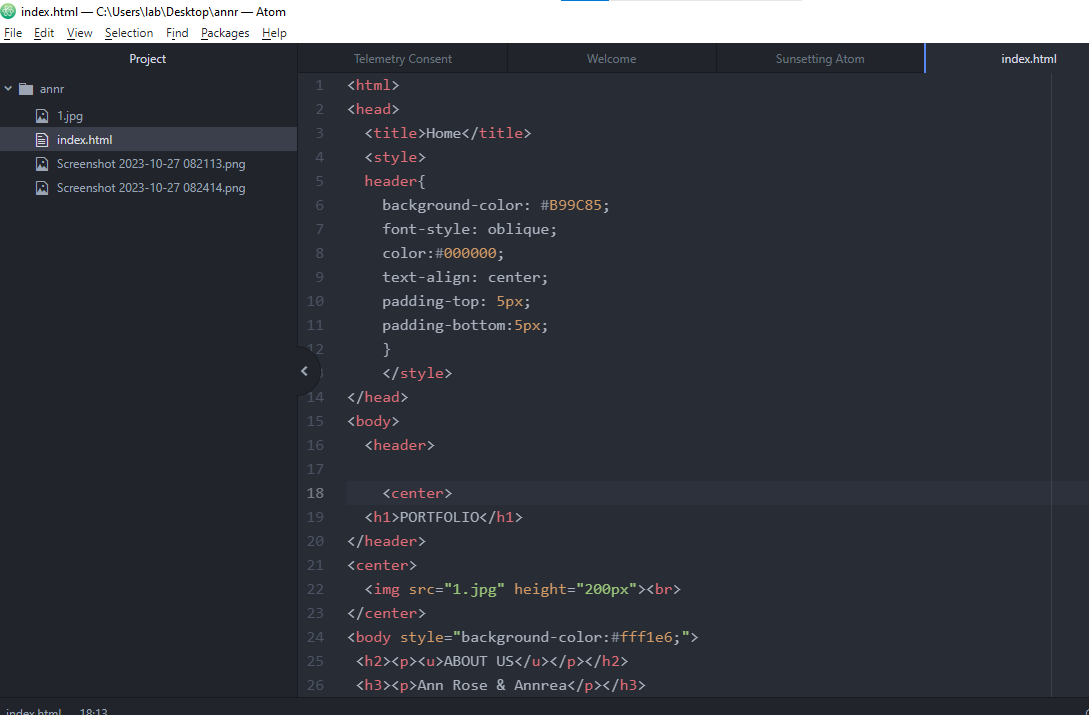 index.html — C:\Users\lab\Desktop\annr — Atom
File Edit View Selection Find Packages Help
Project
Telemetry Consent Welcome Sunsetting Atom index.html
annr
1.jpg
index.html
Screenshot 2023-10-27 082113.png
Screenshot 2023-10-27 082414.png
1 <html>
2 <head>
3 <title>Home</title>
4 <style>
5 header{
6 background-color: #B99C85;
7 font-style: oblique;
8 color:#000000;
9 text-align: center;
10 padding-top: 5px;
11 padding-bottom:5px;
12 }
</style>
14 </head>
15 <body>
16 <header>
17
18 <center>
19 <h1>PORTFOLIO</h1>
20 </header>
21 <center>
22 <img src="1.jpg" height="200px"><br>
23 </center>
24 <body style="background-color:#fff1e6;">
25 <h2><p><u>ABOUT US</u></p></h2>
26 <h3><p>Ann Rose & Annrea</p></h3>
index.html 18:13